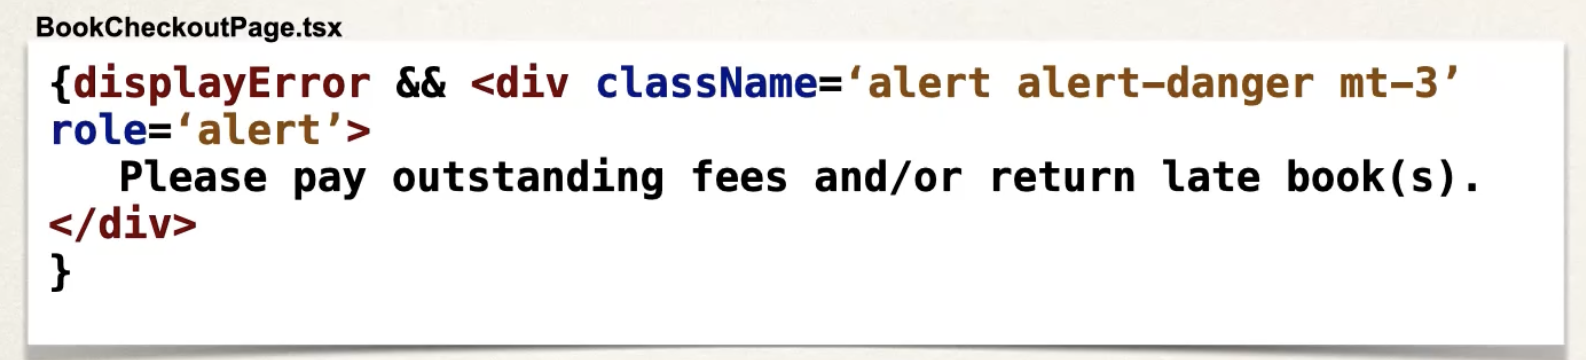 BookCheckoutPage.tsx
{displayError && <div className=‘alert alert-danger mt-3’
role=‘alert’>
Please pay outstanding fees and/or return late book(s).
</div>
}